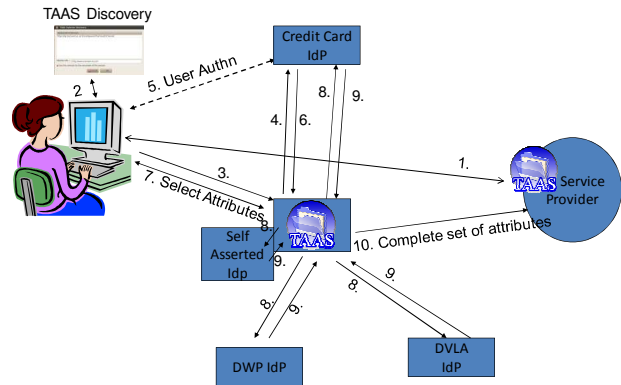 TAAS Discovery
Credit Card
IdP
2
5. User Authn
8.
9.
4.
6.
1.
3.
7. Select Attributes
TAAS
Service
Provider
8.
TAAS
10. Complete set of attributes
Self
Asserted
Idp
9.
8.
9.
9.
8.
DWP IdP
DVLA
IdP